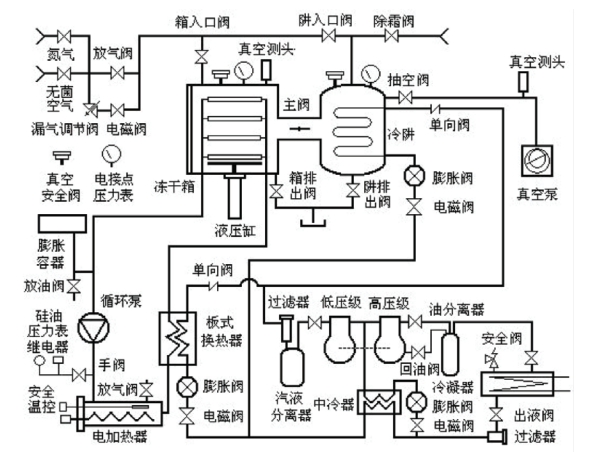 箱入口阀
阱入口阀
除霜阀
氮气
放气阀
真空测头
真空测头
无菌
空气
主阀
抽空阀
漏气调节阀
电磁阀
冷阱
单向阀
真空
安全阀
电接点
压力表
冻干箱
箱排
出阀
阱排
出阀
膨胀阀
真空泵
液压缸
电磁阀
膨胀
容器
放油阀
单向阀
循环泵
过滤器
低压级
高压级
油分离器
硅油
压力表
继电器
板式
换热器
安全阀
手阀
回油阀
安全
温控
放气阀
膨胀阀
汽液
分离器
中冷器
冷凝器
膨胀阀
出液阀
电加热器
电磁阀
电磁阀
过滤器